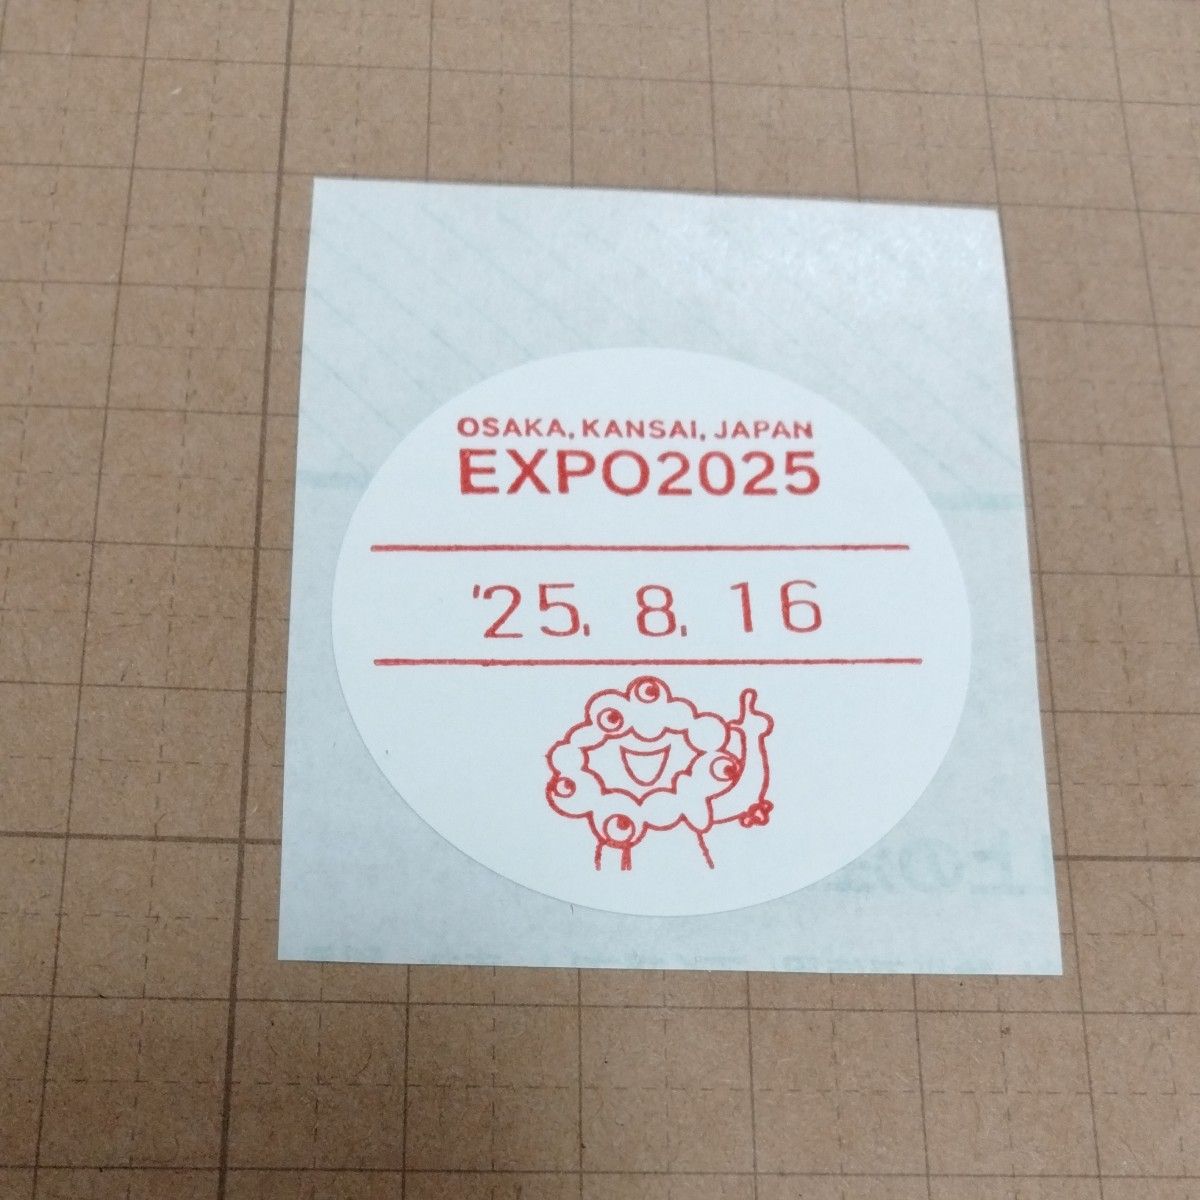 OSAKA, KANSAI, JAPAN
EXPO2025
'25. 8. 16